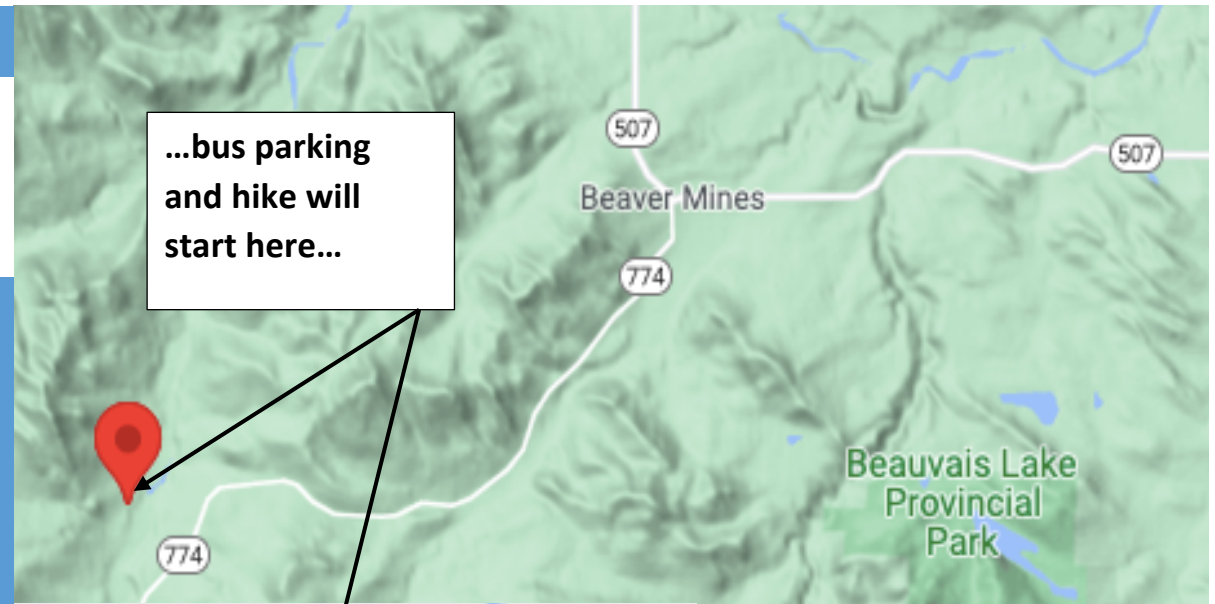 …bus parking
and hike will
start here…
507
507
Beaver Mines
774
Beauvais Lake
Provincial
Park
774